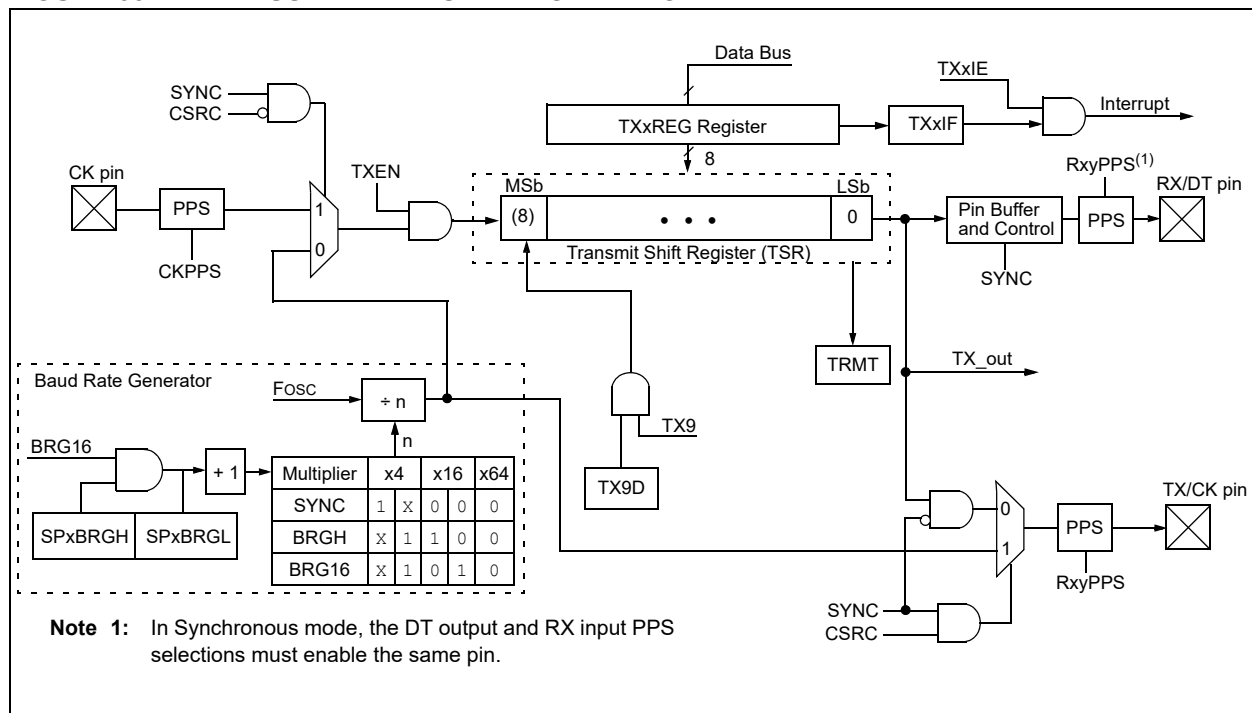 Data Bus
TXxIE
Interrupt
SYNC
CSRC
TXxREG Register
TXxIF
8
TXEN
MSb
LSb
RxyPPS(1)
RX/DT pin
CK pin
PPS
1
0
(8)
• • •
0
Pin Buffer
and Control
PPS
CKPPS
Transmit Shift Register (TSR)
SYNC
TRMT
TX_out
Baud Rate Generator
FOSC
÷ n
n
TX9
TX9D
BRG16
+ 1
SPxBRGH SPxBRGL
Multiplier x4 x16 x64
SYNC 1 X 0 0 0
BRGH X 1 1 0 0
BRG16 X 1 0 1 0
0
1
PPS
TX/CK pin
RxyPPS
SYNC
CSRC
Note 1: In Synchronous mode, the DT output and RX input PPS
selections must enable the same pin.